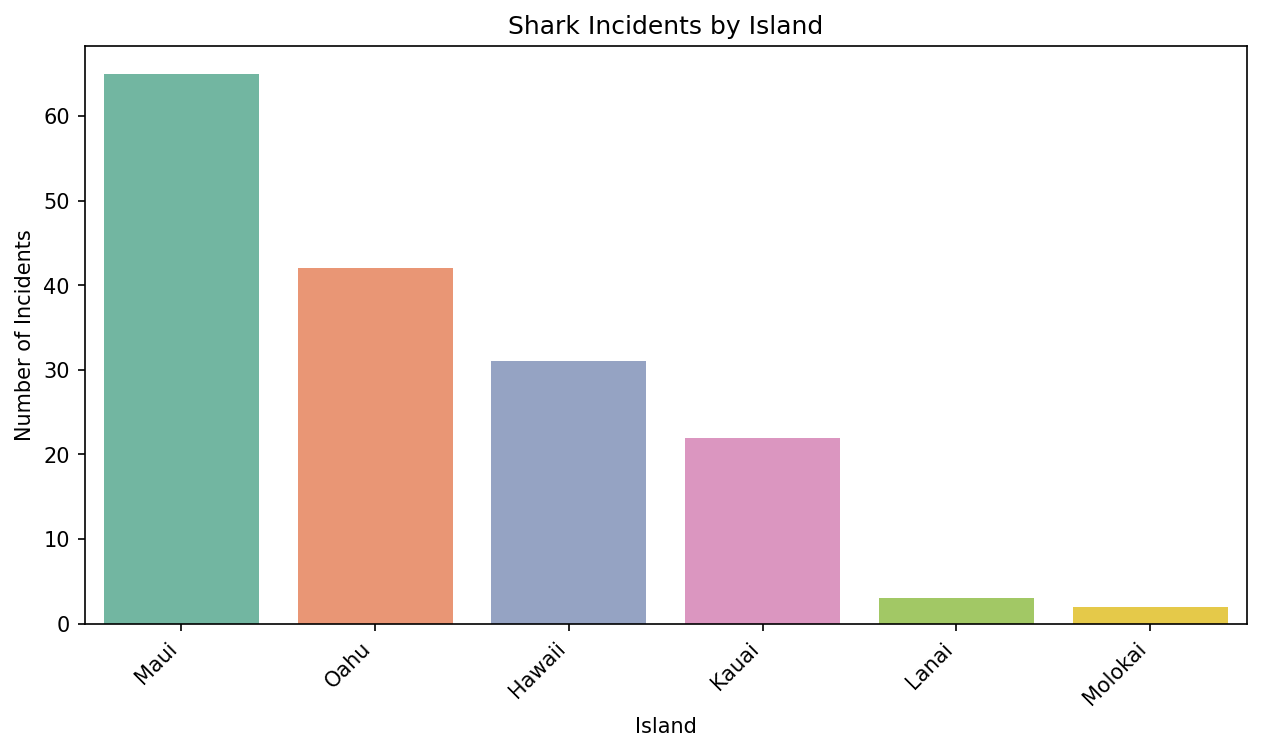 Shark Incidents by Island
Number of Incidents
60
50
40
30
20
10
0
Maui
Oahu
Hawaii
Kauai
Lanai
Molokai
Island